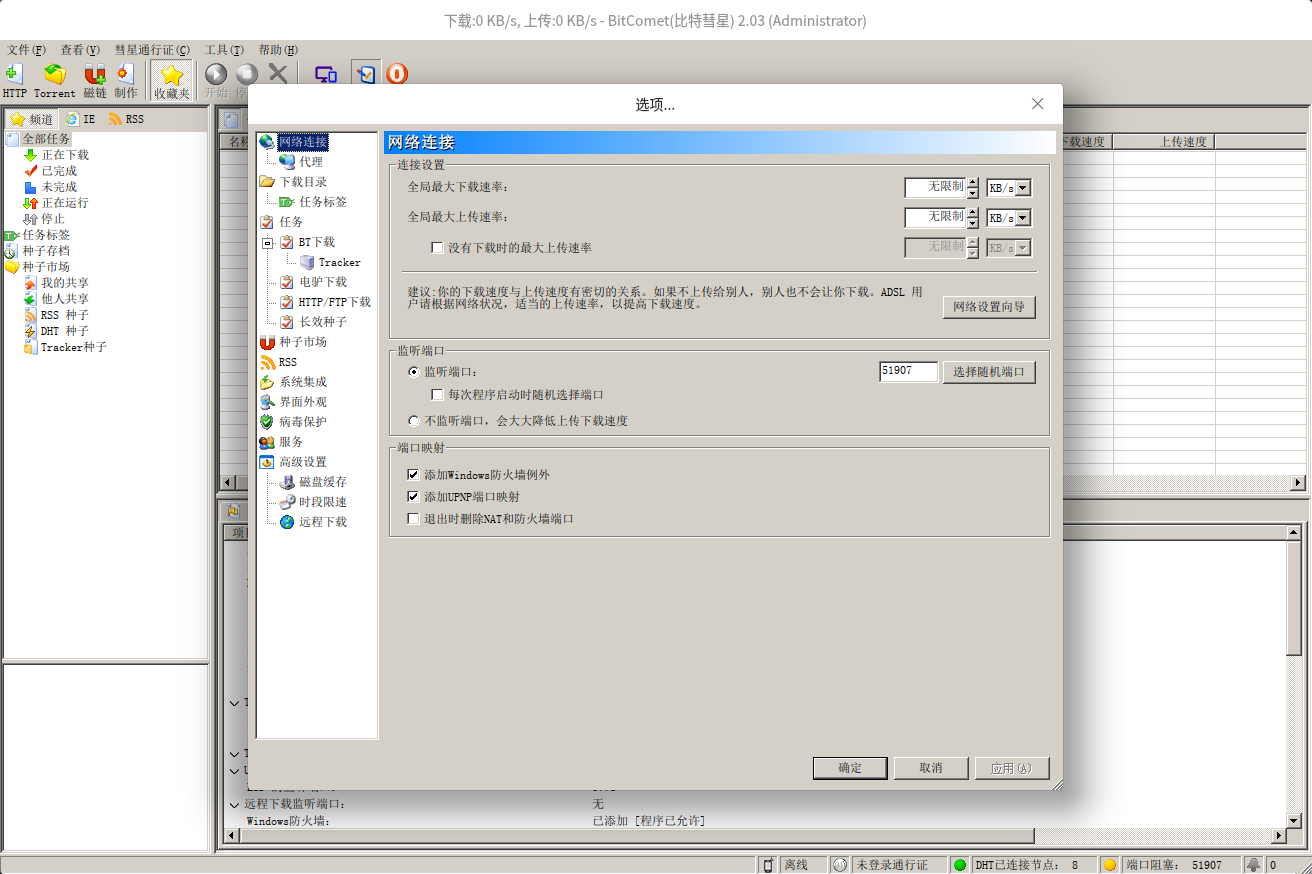 下载:0 KB/s, 上传:0 KB/s - BitComet(比特彗星) 2.03 (Administrator)
文件(F) 查看(V) 彗星通行证(C) 工具(T) 帮助(H)
HTTP Torrent 磁链 制作 收藏夹 开始
频道 IE RSS
全部任务
正在下载
已完成
未完成
正在运行
停止
任务标签
种子存档
种子市场
我的共享
他人共享
RSS 种子
DHT 种子
Tracker种子
名称
下载速度 上传速度
选项...
网络连接
代理
下载目录
任务标签
任务
BT下载
Tracker
电驴下载
HTTP/FTP下载
长效种子
种子市场
RSS
系统集成
界面外观
病毒保护
服务
高级设置
磁盘缓存
时段限速
远程下载
网络连接
连接设置
全局最大下载速率: 无限制 KB/s
全局最大上传速率: 无限制 KB/s
没有下载时的最大上传速率 无限制 KB/s
建议:你的下载速度与上传速度有密切的关系。如果不上传给别人，别人也不会让你下载。ADSL 用
户请根据网络状况，适当的上传速率，以提高下载速度。
网络设置向导
监听端口
监听端口: 51907 选择随机端口
每次程序启动时随机选择端口
不监听端口，会大大降低上传下载速度
端口映射
添加Windows防火墙例外
添加UPNP端口映射
退出时删除NAT和防火墙端口
确定 取消 应用(A)
项目
远程下载监听端口: 无
Windows防火墙: 已添加 [程序已允许]
离线 未登录通行证 DHT已连接节点: 8 端口阻塞: 51907 0